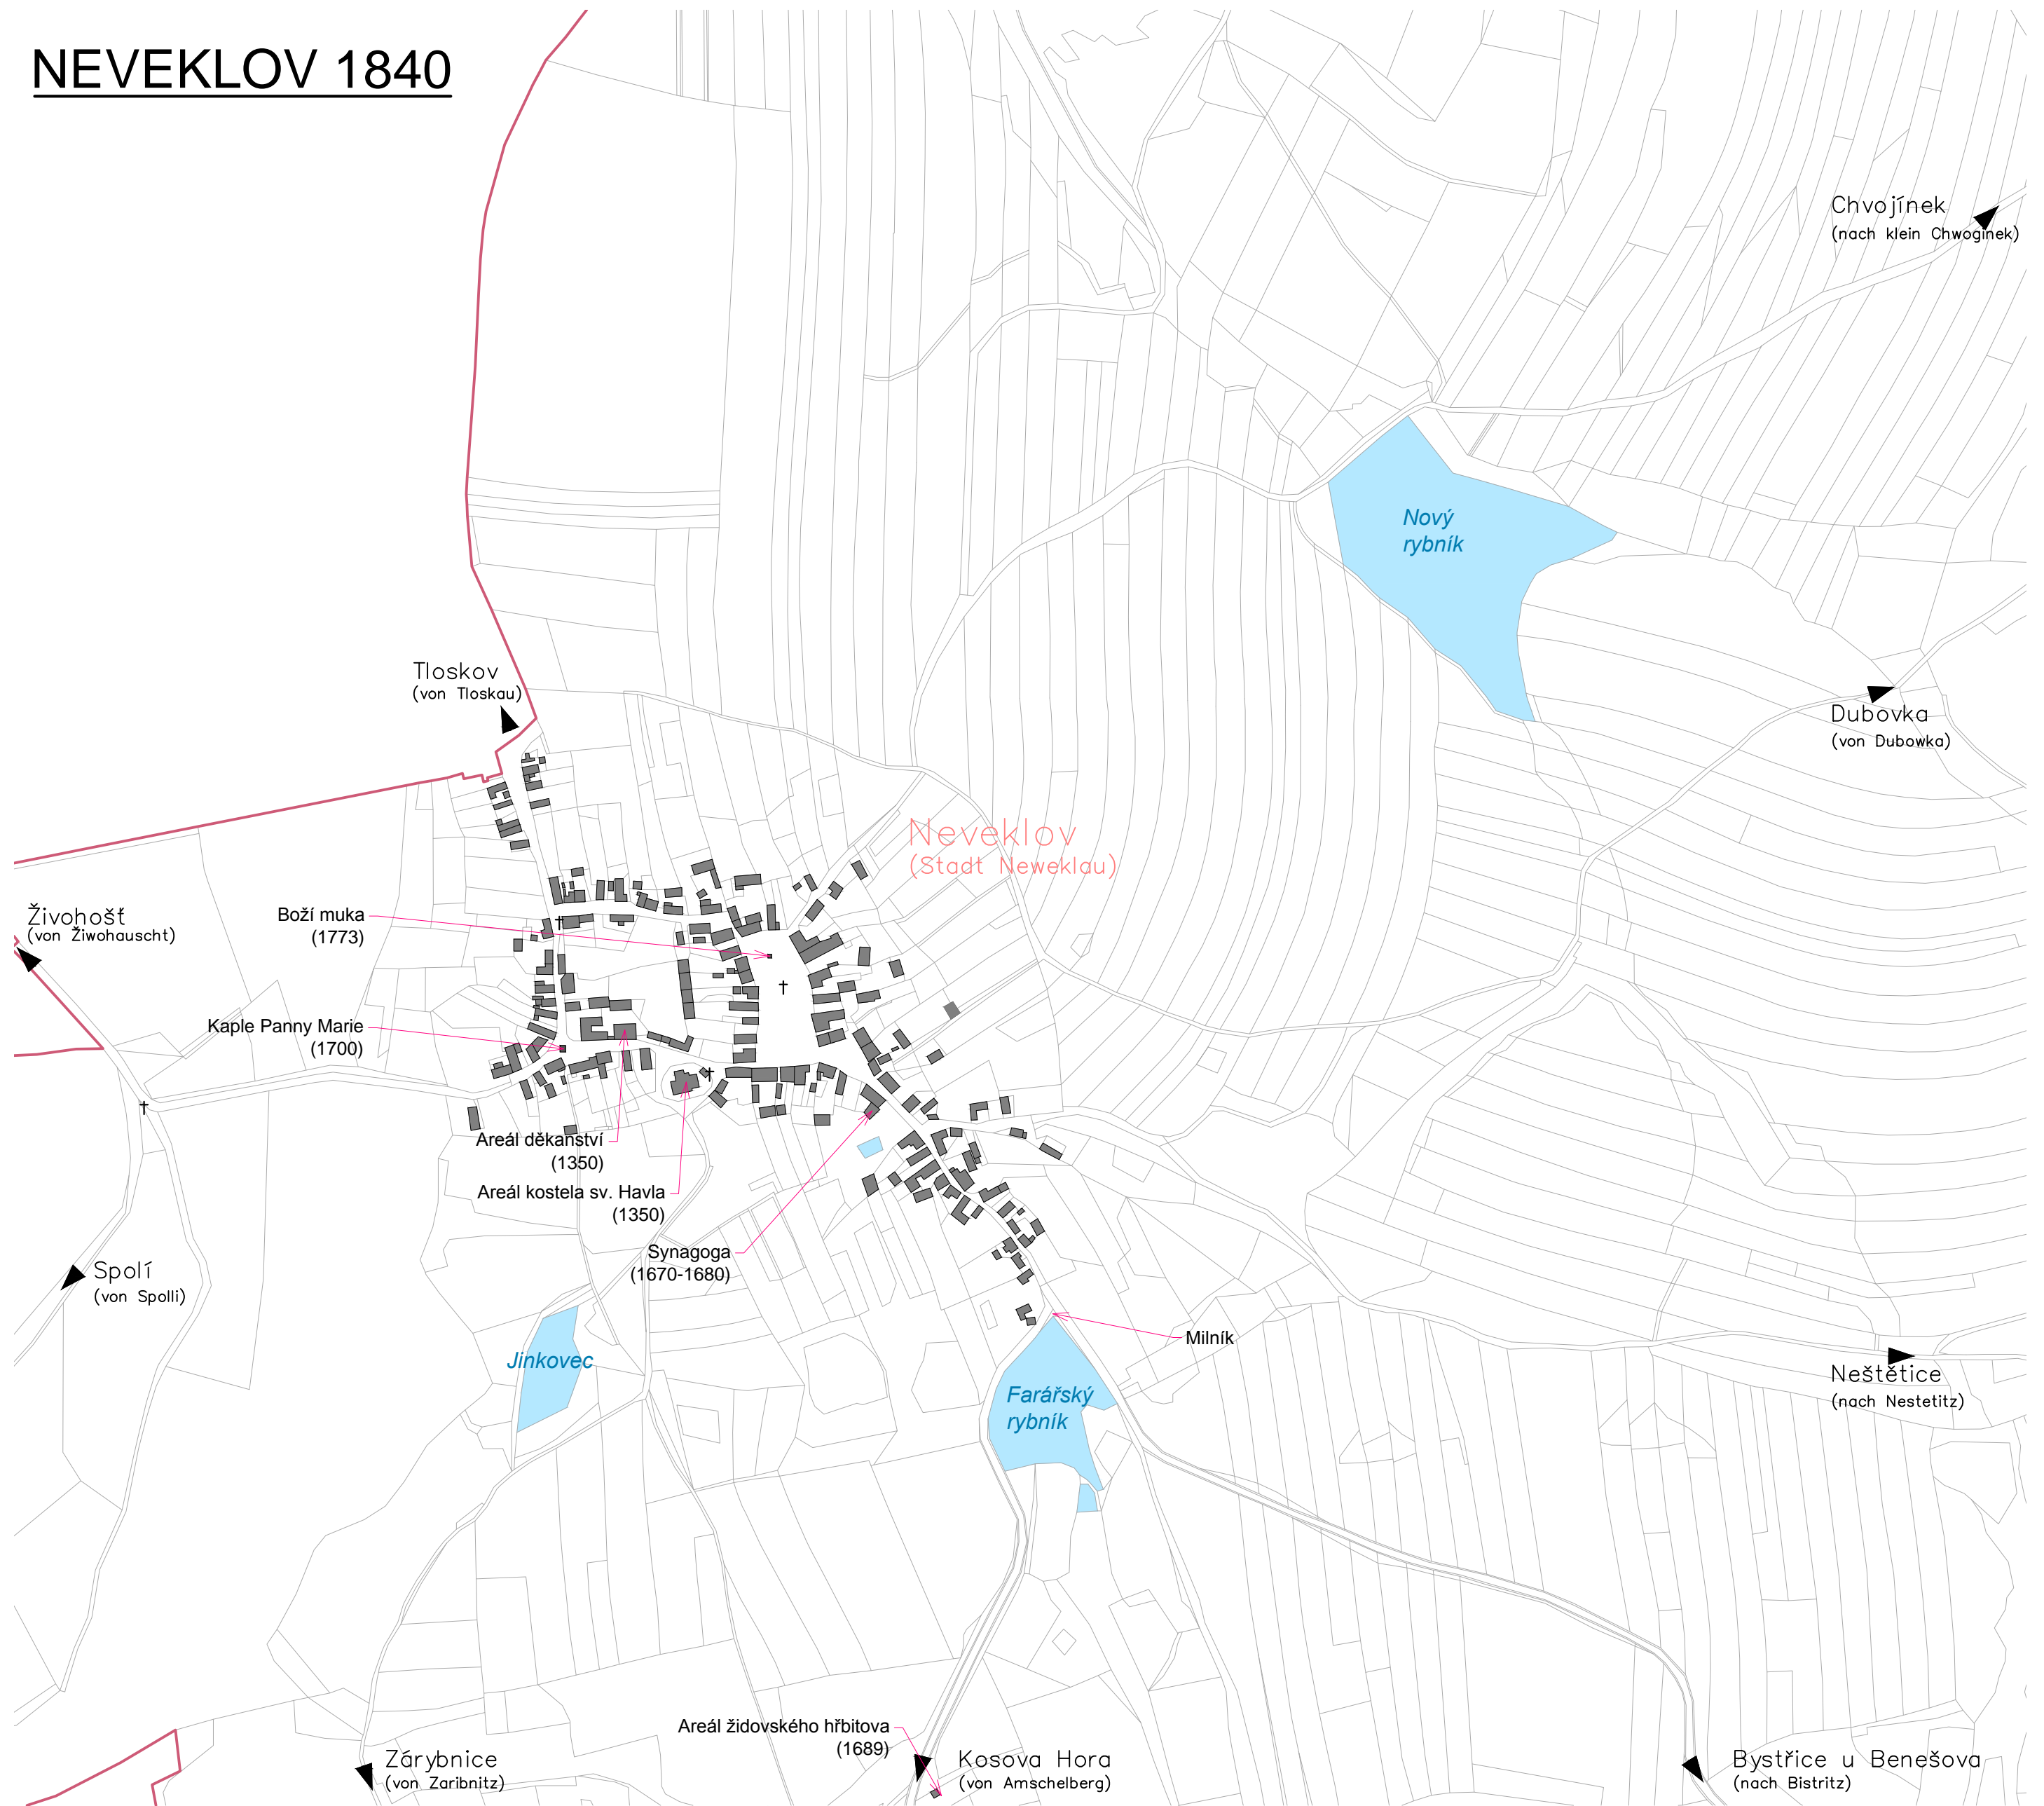 NEVEKLOV 1840
Chvojínek
(nach klein Chwoginek)
Nový
rybník
Tloskov
(von Tloskau)
Dubovka
(von Dubowka)
Neveklov
(Stadt Neweklau)
Boží muka
(1773)
Živohošť
(von Žiwohauscht)
Kaple Panny Marie
(1700)
Areál děkanství
(1350)
Areál kostela sv. Havla
(1350)
Synagoga
(1670-1680)
Spolí
(von Spolli)
Milník
Jinkovec
Farářský
rybník
Neštětice
(nach Nestetitz)
Areál židovského hřbitova
(1689)
Zárybnice
(von Zaribnitz)
Kosova Hora
(von Amschelberg)
Bystřice u Benešova
(nach Bistritz)